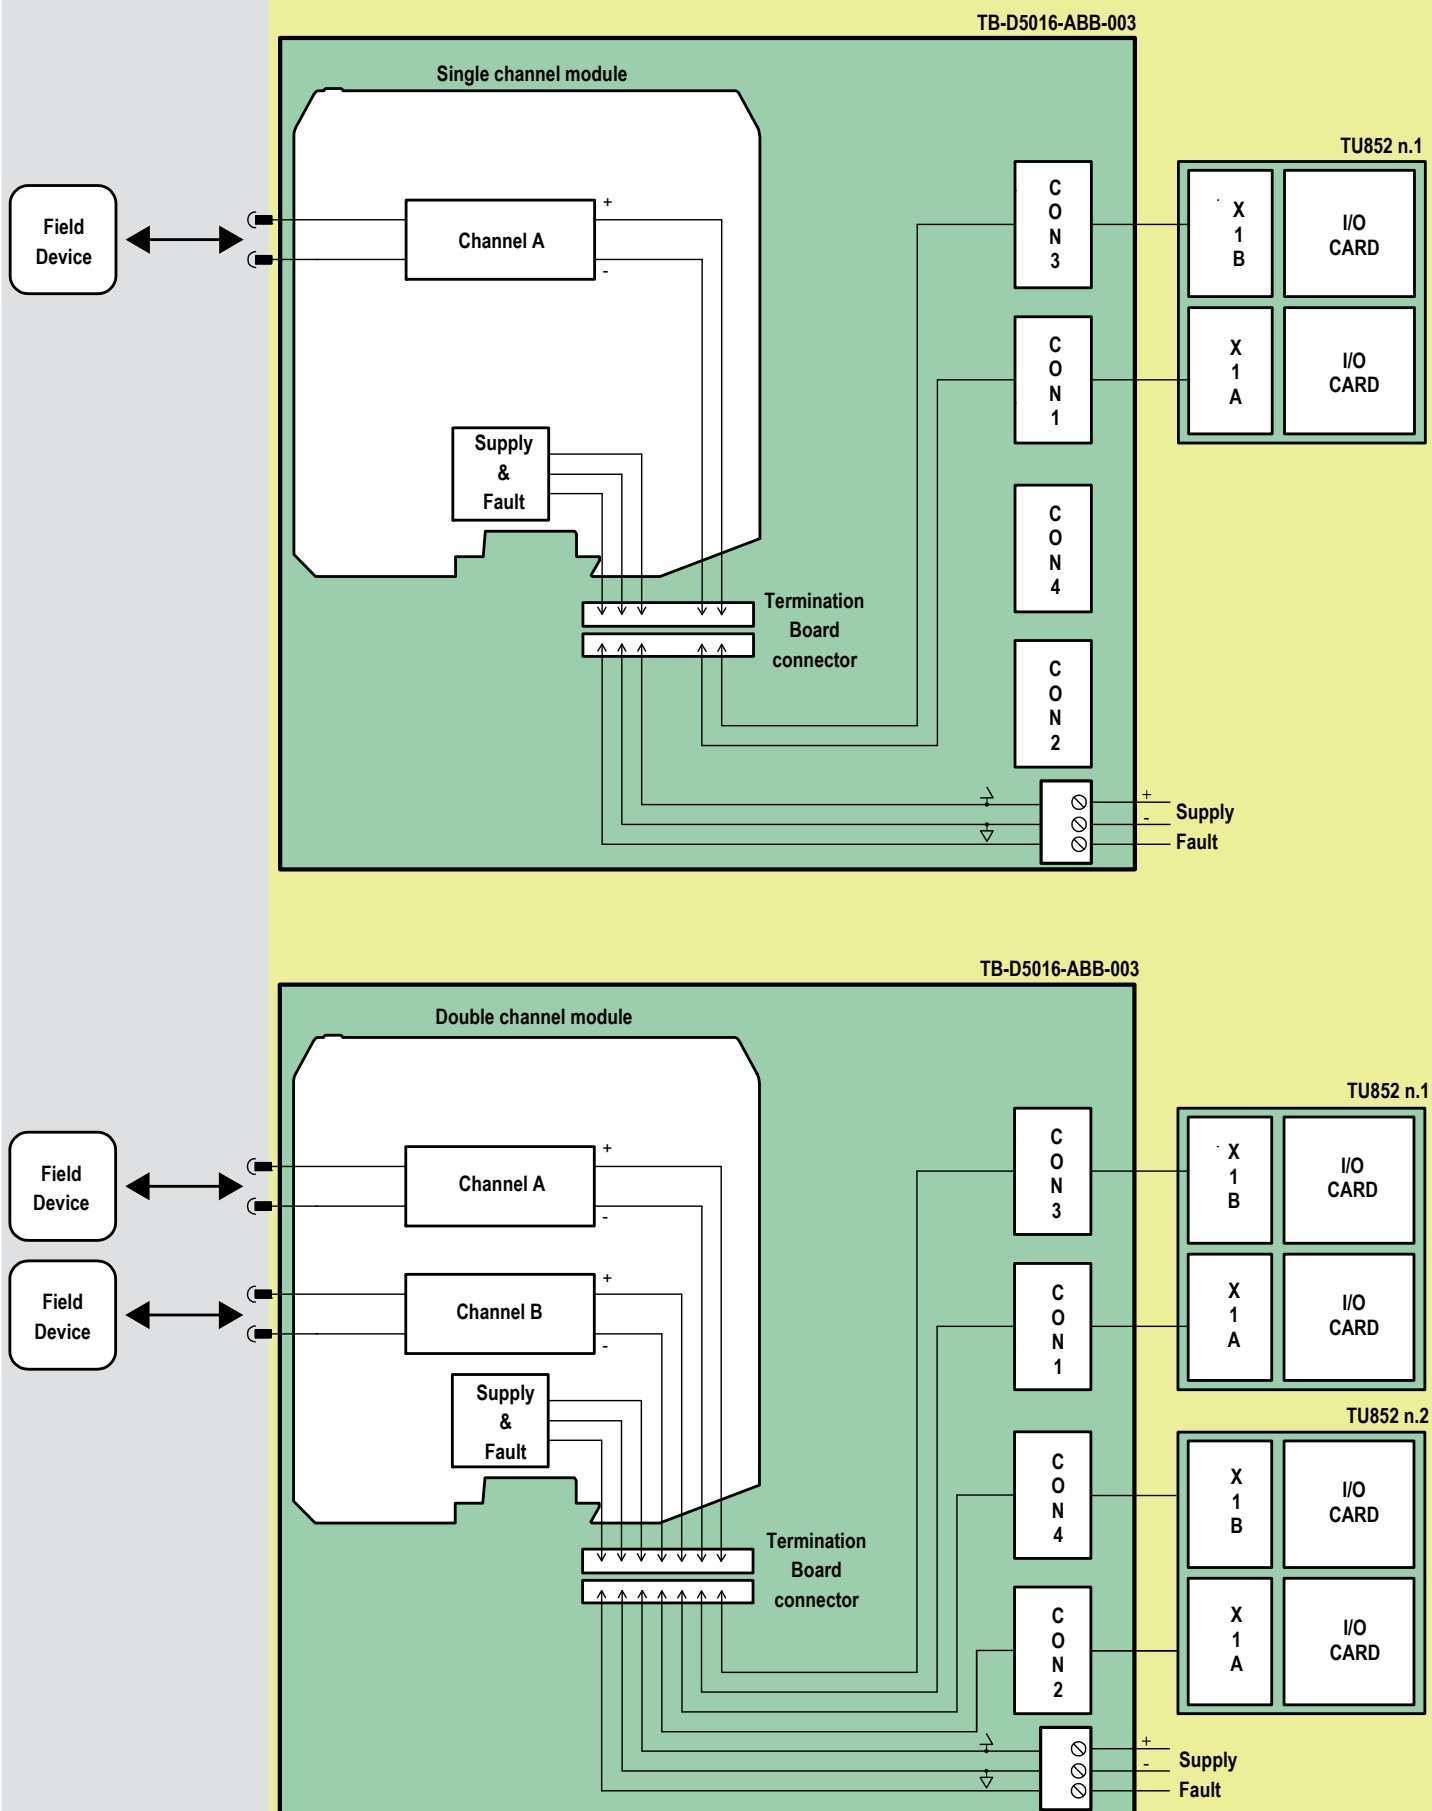 TB-D5016-ABB-003
Single channel module
TU852 n.1
Field
Device
Channel A
+
-
C
O
N
3
X
1
B
I/O
CARD
C
O
N
1
X
1
A
I/O
CARD
Supply
&
Fault
C
O
N
4
Termination
Board
connector
C
O
N
2
+
-
Supply
Fault
TB-D5016-ABB-003
Double channel module
TU852 n.1
Field
Device
Channel A
+
-
C
O
N
3
X
1
B
I/O
CARD
Field
Device
Channel B
+
-
C
O
N
1
X
1
A
I/O
CARD
Supply
&
Fault
TU852 n.2
C
O
N
4
X
1
B
I/O
CARD
Termination
Board
connector
C
O
N
2
X
1
A
I/O
CARD
+
-
Supply
Fault